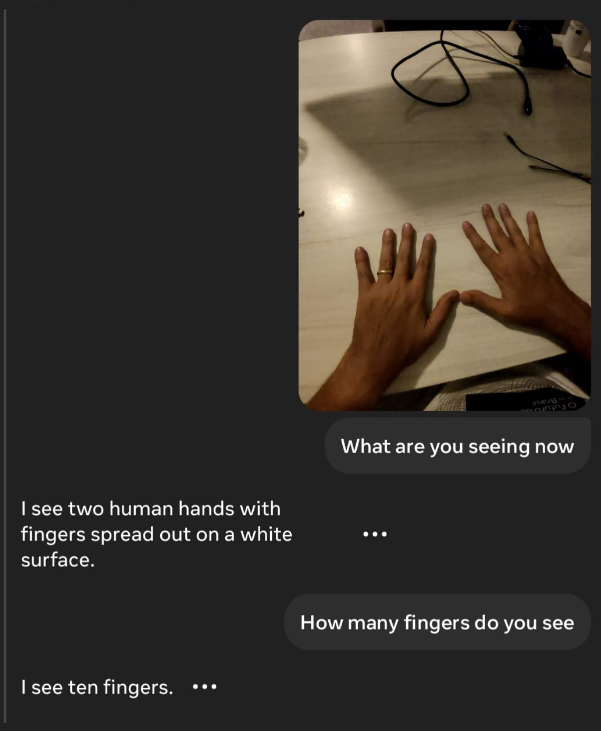 What are you seeing now
I see two human hands with
fingers spread out on a white
surface.
How many fingers do you see
I see ten fingers.